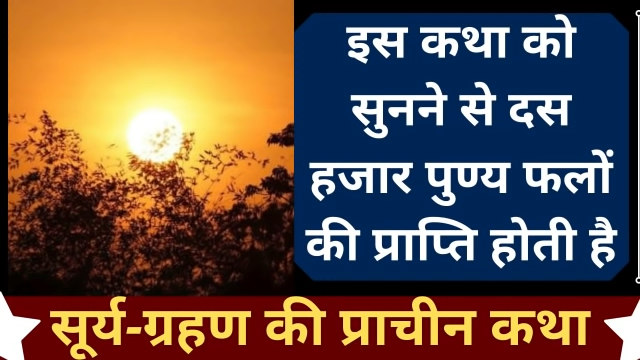 इस कथा को
सुनने से दस
हजार पुण्य फलों
की प्राप्ति होती है
सूर्य-ग्रहण की प्राचीन कथा